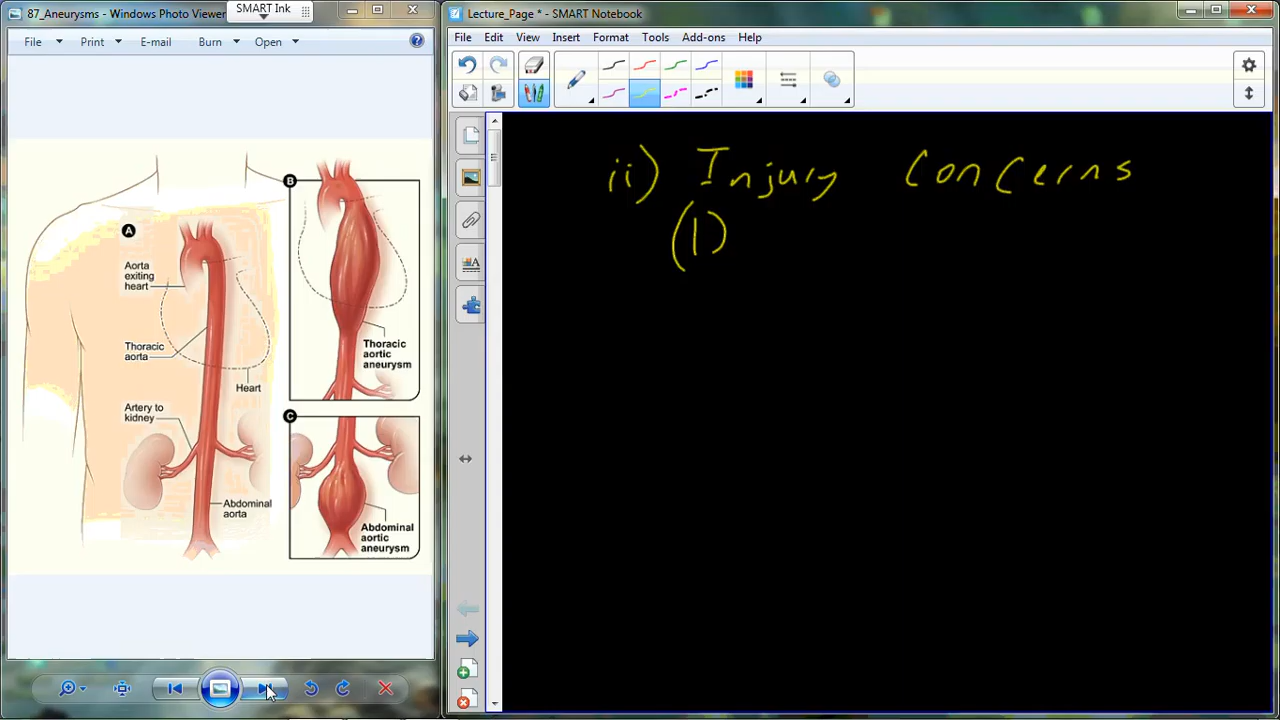 87_Aneurysms - Windows Photo Viewer
SMART Ink
File Print E-mail Burn Open
A
Aorta
exiting
heart
Thoracic
aorta
Heart
Artery to
kidney
Abdominal
aorta
B
Thoracic
aortic
aneurysm
C
Abdominal
aortic
aneurysm
Lecture_Page * - SMART Notebook
File Edit View Insert Format Tools Add-ons Help
ii) Injury Concerns
(1)